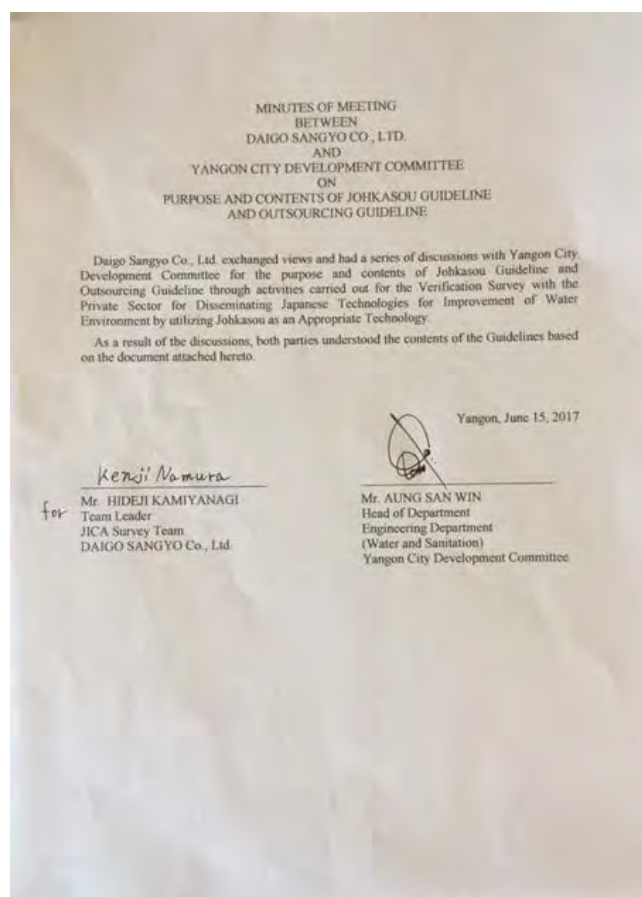 MINUTES OF MEETING
BETWEEN
DAIGO SANGYO CO., LTD.
AND
YANGON CITY DEVELOPMENT COMMITTEE
ON
PURPOSE AND CONTENTS OF JOHKASOU GUIDELINE
AND OUTSOURCING GUIDELINE
Daigo Sangyo Co., Ltd. exchanged views and had a series of discussions with Yangon City
Development Committee for the purpose and contents of Johkasou Guideline and
Outsourcing Guideline through activities carried out for the Verification Survey with the
Private Sector for Disseminating Japanese Technologies for Improvement of Water
Environment by utilizing Johkasou as an Appropriate Technology.
As a result of the discussions, both parties understood the contents of the Guidelines based
on the document attached hereto.
Yangon, June 15, 2017
Kenji Namura
for Mr. HIDEJI KAMIYANAGI
Team Leader
JICA Survey Team
DAIGO SANGYO Co., Ltd.
Mr. AUNG SAN WIN
Head of Department
Engineering Department
(Water and Sanitation)
Yangon City Development Committee